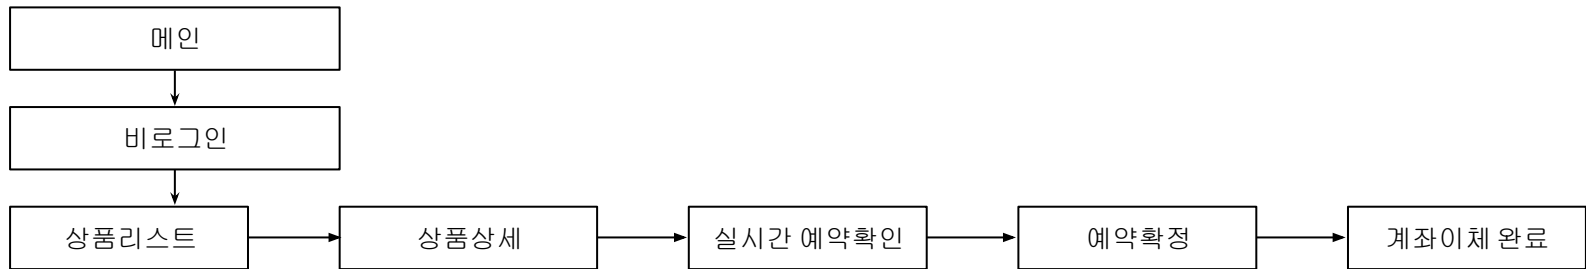 메인
비로그인
상품리스트
상품상세
실시간 예약확인
예약확정
계좌이체 완료